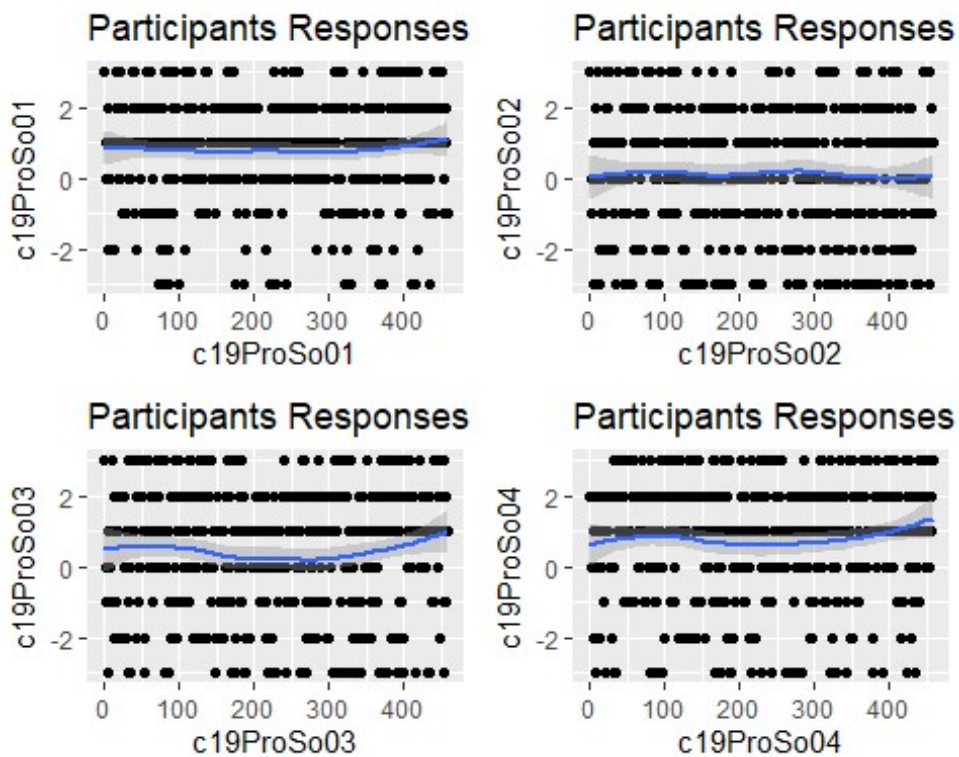 Participants Responses
c19ProSo01
2
0
-2
0 100 200 300 400
c19ProSo01
Participants Responses
c19ProSo02
2
0
-2
0 100 200 300 400
c19ProSo02
Participants Responses
c19ProSo03
2
0
-2
0 100 200 300 400
c19ProSo03
Participants Responses
c19ProSo04
2
0
-2
0 100 200 300 400
c19ProSo04